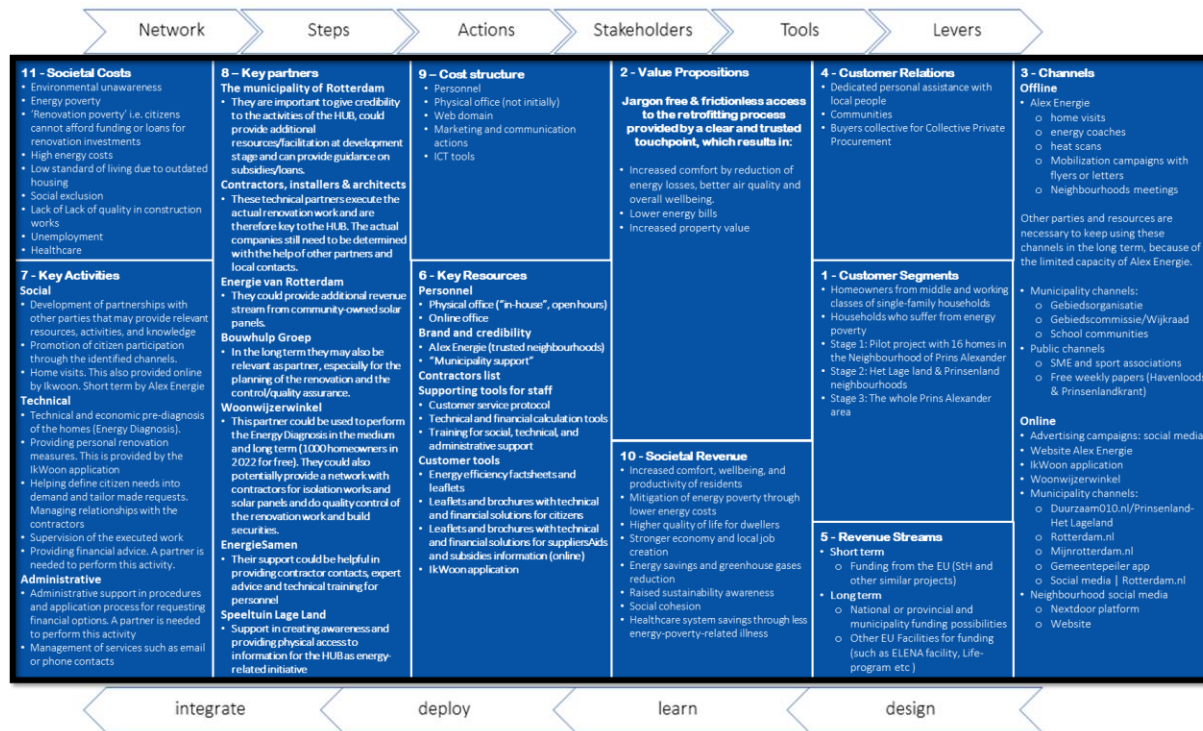 Network
Steps
Actions
Stakeholders
Tools
Levers
11 - Societal Costs
• Environmental unawareness
• Energy poverty
• 'Renovation poverty' i.e. citizens
cannot afford funding or loans for
renovation investments
• High energy costs
• Low standard of living due to outdated
housing
• Social exclusion
• Lack of Lack of quality in construction
works
• Unemployment
• Healthcare
7 - Key Activities
Social
• Development of partnerships with
other parties that may provide relevant
resources, activities, and knowledge
• Promotion of citizen participation
through the identified channels.
• Home visits. This also provided online
by Ikwoon. Short term by Alex Energie
Technical
• Technical and economic pre-diagnosis
of the homes (Energy Diagnosis).
• Providing personal renovation
measures. This is provided by the
IkWoon application
• Helping define citizen needs into
demand and tailor made requests.
Managing relationships with the
contractors
• Supervision of the executed work
• Providing financial advice. A partner is
needed to perform this activity.
Administrative
• Administrative support in procedures
and application process for requesting
financial options. A partner is needed
to perform this activity
• Management of services such as email
or phone contacts
8 – Key partners
The municipality of Rotterdam
• They are important to give credibility
to the activities of the HUB, could
provide additional
resources/facilitation at development
stage and can provide guidance on
subsidies/loans.
Contractors, installers & architects
• These technical partners execute the
actual renovation work and are
therefore key to the HUB. The actual
companies still need to be determined
with the help of other partners and
local contacts.
Energie van Rotterdam
• They could provide additional revenue
stream from community-owned solar
panels.
Bouwhulp Groep
• In the long term they may also be
relevant as partner, especially for the
planning of the renovation and the
control/quality assurance.
Woonwijzerwinkel
• This partner could be used to perform
the Energy Diagnosis in the medium
and long term (1000 homeowners in
2022 for free). They could also
potentially provide a network with
contractors for isolation works and
solar panels and do quality control of
the renovation work and build
securities.
EnergieSamen
• Their support could be helpful in
providing contractor contacts, expert
advice and technical training for
personnel
Speeltuin Lage Land
• Support in creating awareness and
providing physical access to
information for the HUB as energy-
related initiative
9 – Cost structure
• Personnel
• Physical office (not initially)
• Web domain
• Marketing and communication
actions
• ICT tools
6 - Key Resources
Personnel
• Physical office ("in-house", open hours)
• Online office
Brand and credibility
• Alex Energie (trusted neighbourhoods)
• "Municipality support"
Contractors list
Supporting tools for staff
• Customer service protocol
• Technical and financial calculation tools
• Training for social, technical, and
administrative support
Customer tools
• Energy efficiency factsheets and
leaflets
• Leaflets and brochures with technical
and financial solutions for citizens
• Leaflets and brochures with technical
and financial solutions for suppliersAids
and subsidies information (online)
• IkWoon application
2 - Value Propositions
Jargon free & frictionless access
to the retrofitting process
provided by a clear and trusted
touchpoint, which results in:
• Increased comfort by reduction of
energy losses, better air quality and
overall wellbeing.
• Lower energy bills
• Increased property value
10 - Societal Revenue
• Increased comfort, wellbeing, and
productivity of residents
• Mitigation of energy poverty through
lower energy costs
• Higher quality of life for dwellers
• Stronger economy and local job
creation
• Energy savings and greenhouse gases
reduction
• Raised sustainability awareness
• Social cohesion
• Healthcare system savings through less
energy-poverty-related illness
4 - Customer Relations
• Dedicated personal assistance with
local people
• Communities
• Buyers collective for Collective Private
Procurement
1 - Customer Segments
• Homeowners from middle and working
classes of single-family households
• Households who suffer from energy
poverty
• Stage 1: Pilot project with 16 homes in
the Neighbourhood of Prins Alexander
• Stage 2: Het Lage land & Prinsenland
neighbourhoods
• Stage 3: The whole Prins Alexander
area
5 - Revenue Streams
• Short term
o Funding from the EU (StH and
other similar projects)
• Long term
o National or provincial and
municipality funding possibilities
o Other EU Facilities for funding
(such as ELENA facility, Life-
program etc )
3 - Channels
Offline
• Alex Energie
o home visits
o energy coaches
o heat scans
o Mobilization campaigns with
flyers or letters
o Neighbourhoods meetings
Other parties and resources are
necessary to keep using these
channels in the long term, because of
the limited capacity of Alex Energie.
• Municipality channels:
o Gebiedsorganisatie
o Gebiedscommissie/Wijkraad
o School communities
• Public channels
o SME and sport associations
o Free weekly papers (Havenloods
& Prinsenlandkrant)
Online
• Advertising campaigns: social media
• Website Alex Energie
• IkWoon application
• Woonwijzerwinkel
• Municipality channels:
o Duurzaam010.nl/Prinsenland-
Het Lageland
o Rotterdam.nl
o Mijnrotterdam.nl
o Gemeentepeiler app
o Social media | Rotterdam.nl
• Neighbourhood social media
o Nextdoor platform
o Website
integrate
deploy
learn
design